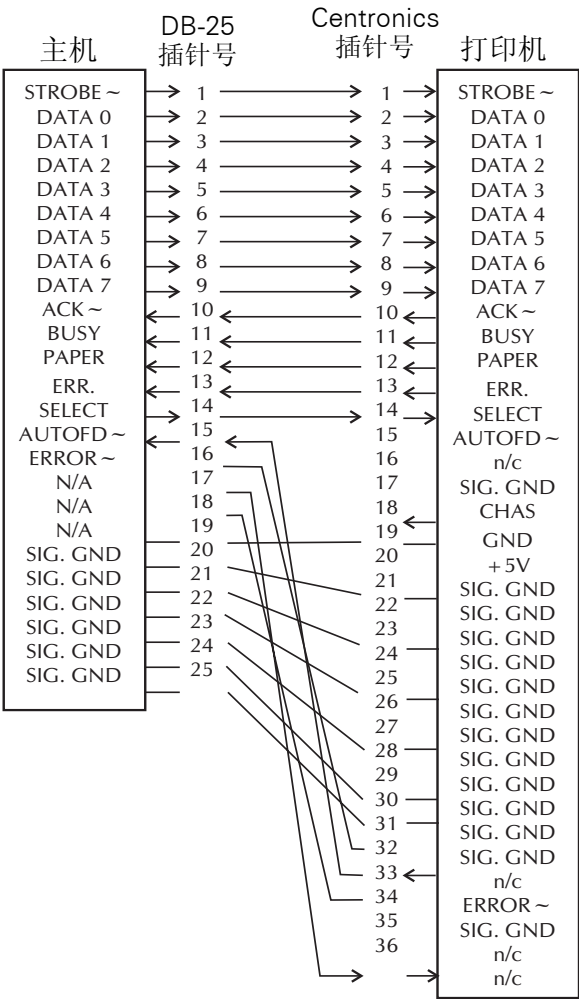 主机
STROBE ~
DATA 0
DATA 1
DATA 2
DATA 3
DATA 4
DATA 5
DATA 6
DATA 7
ACK ~
BUSY
PAPER
ERR.
SELECT
AUTOFD ~
ERROR ~
N/A
N/A
N/A
SIG. GND
SIG. GND
SIG. GND
SIG. GND
SIG. GND
SIG. GND
DB-25
插针号
1
2
3
4
5
6
7
8
9
10
11
12
13
14
15
16
17
18
19
20
21
22
23
24
25
Centronics
插针号
1
2
3
4
5
6
7
8
9
10
11
12
13
14
15
16
17
18
19
20
21
22
23
24
25
26
27
28
29
30
31
32
33
34
35
36
打印机
STROBE ~
DATA 0
DATA 1
DATA 2
DATA 3
DATA 4
DATA 5
DATA 6
DATA 7
ACK ~
BUSY
PAPER
ERR.
SELECT
AUTOFD ~
n/c
SIG. GND
CHAS
GND
+5V
SIG. GND
SIG. GND
SIG. GND
SIG. GND
SIG. GND
SIG. GND
SIG. GND
SIG. GND
SIG. GND
SIG. GND
SIG. GND
SIG. GND
n/c
ERROR ~
SIG. GND
n/c
n/c